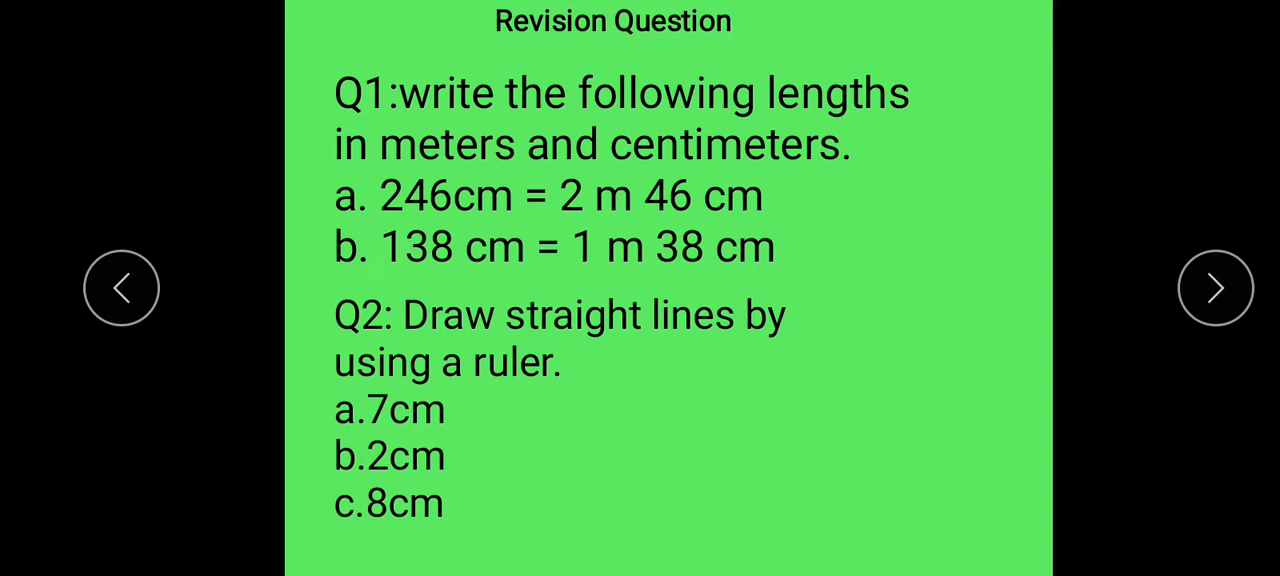 Revision Question
Q1:write the following lengths
in meters and centimeters.
a. 246cm = 2 m 46 cm
b. 138 cm = 1 m 38 cm
Q2: Draw straight lines by
using a ruler.
a.7cm
b.2cm
c.8cm